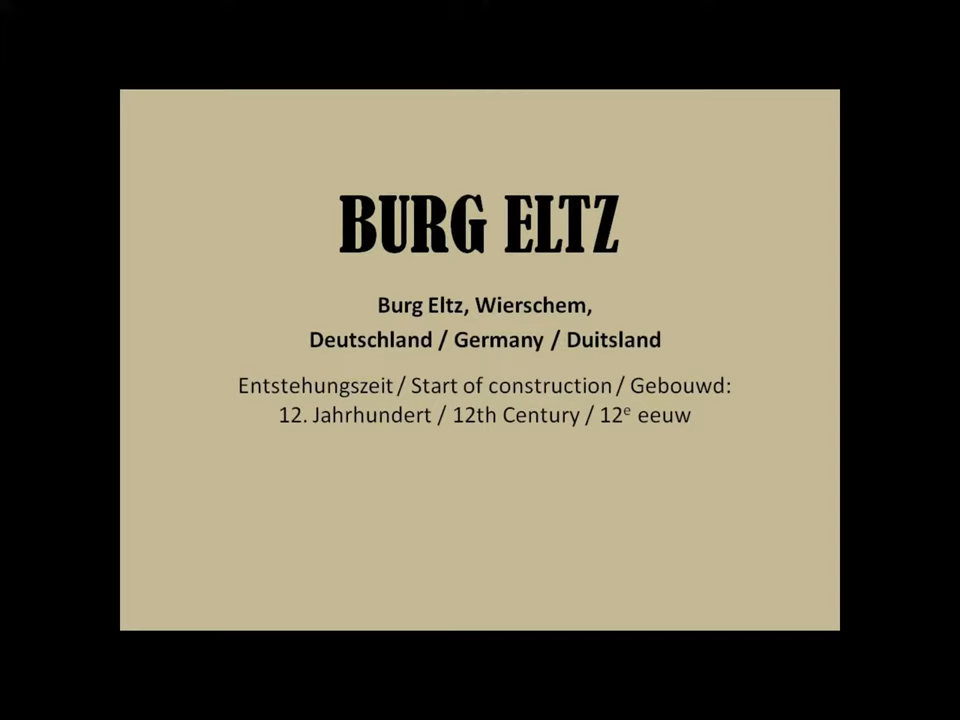 BURG ELTZ
Burg Eltz, Wierschem,
Deutschland / Germany / Duitsland
Entstehungszeit / Start of construction / Gebouwd:
12. Jahrhundert / 12th Century / 12ᵉ eeuw